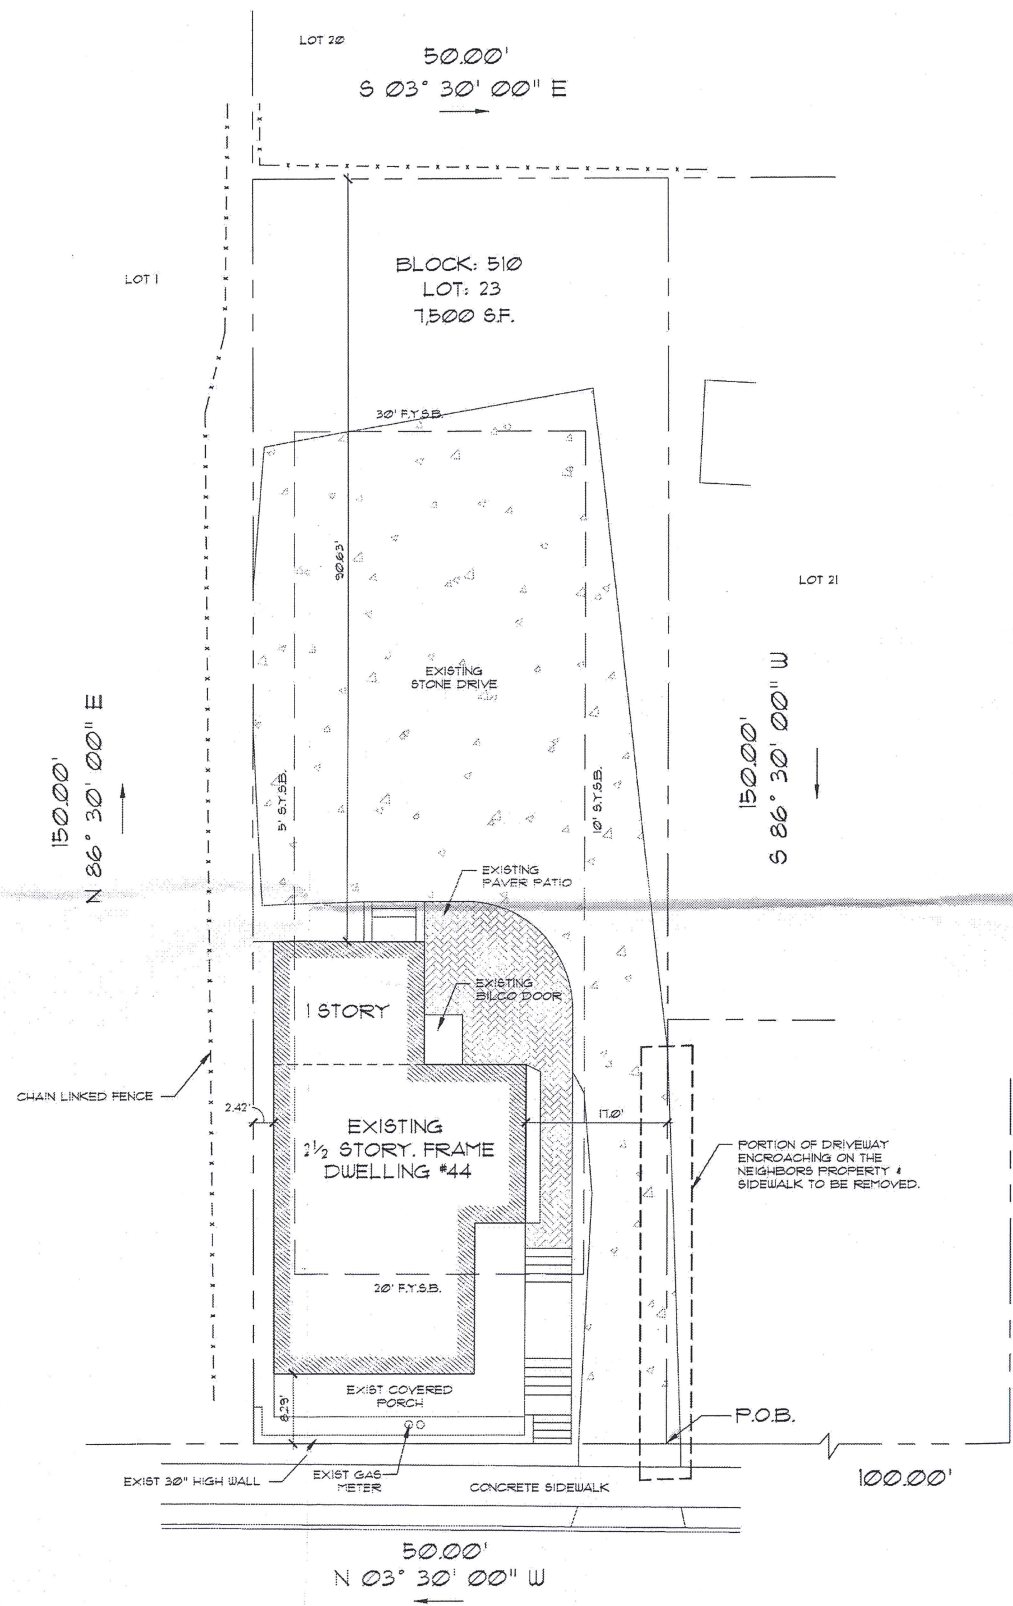 LOT 20
50.00'
S 03° 30' 00" E
LOT 1
BLOCK: 510
LOT: 23
7,500 S.F.
30' F.Y.S.B.
90.63'
LOT 21
EXISTING
STONE DRIVE
150.00'
N 86° 30' 00" E
150.00'
S 86° 30' 00" W
5' S.Y.S.B.
10' S.Y.S.B.
EXISTING
PAVER PATIO
EXISTING
BILCO DOOR
1 STORY
CHAIN LINKED FENCE
2.42'
EXISTING
2½ STORY. FRAME
DWELLING #44
17.0'
PORTION OF DRIVEWAY
ENCROACHING ON THE
NEIGHBORS PROPERTY &
SIDEWALK TO BE REMOVED.
20' F.Y.S.B.
EXIST COVERED
PORCH
8.29'
P.O.B.
EXIST 30" HIGH WALL
EXIST GAS
METER
CONCRETE SIDEWALK
100.00'
50.00'
N 03° 30' 00" W